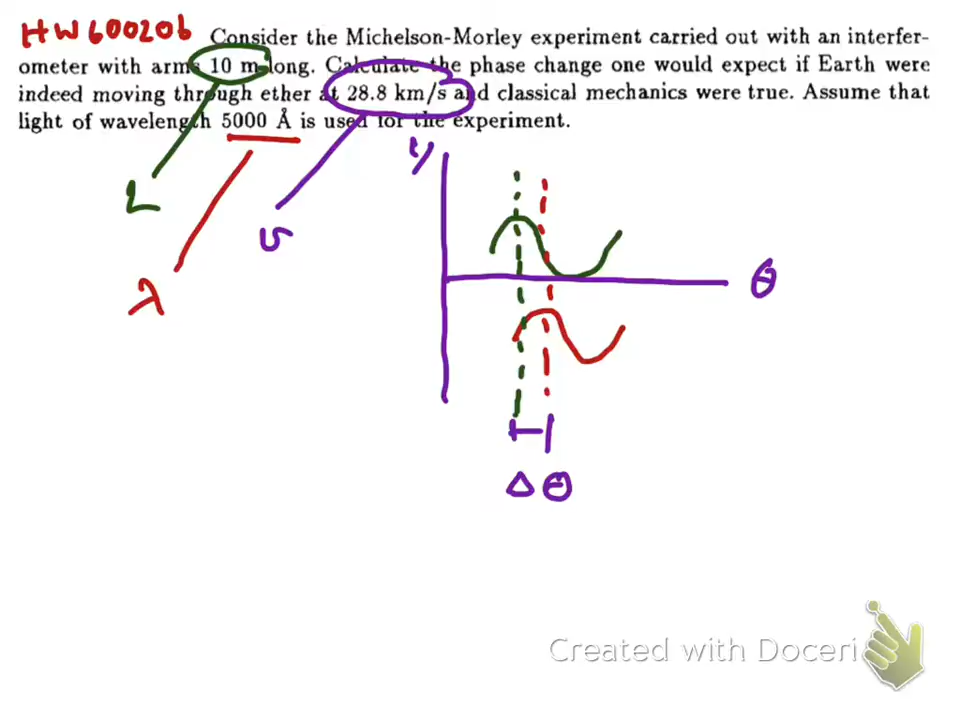 HW600206 Consider the Michelson-Morley experiment carried out with an interfer-
ometer with arms 10 m long. Calculate the phase change one would expect if Earth were
indeed moving through ether at 28.8 km/s and classical mechanics were true. Assume that
light of wavelength 5000 Å is used for the experiment.
y
L
υ
θ
λ
Δθ
Created with Doceri